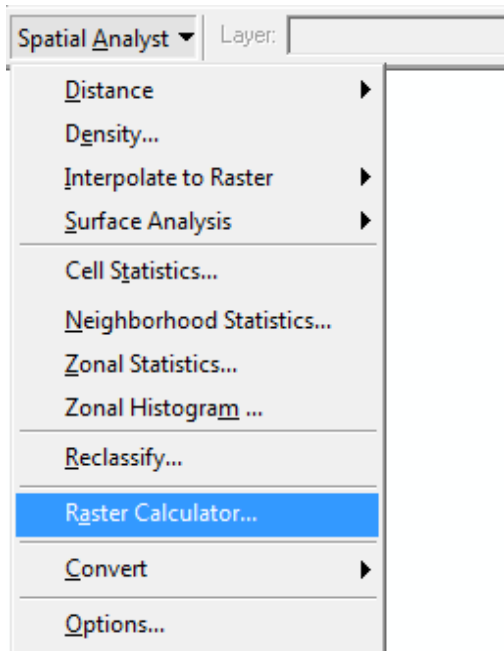 Spatial Analyst Layer:
Distance
Density...
Interpolate to Raster
Surface Analysis
Cell Statistics...
Neighborhood Statistics...
Zonal Statistics...
Zonal Histogram ...
Reclassify...
Raster Calculator...
Convert
Options...